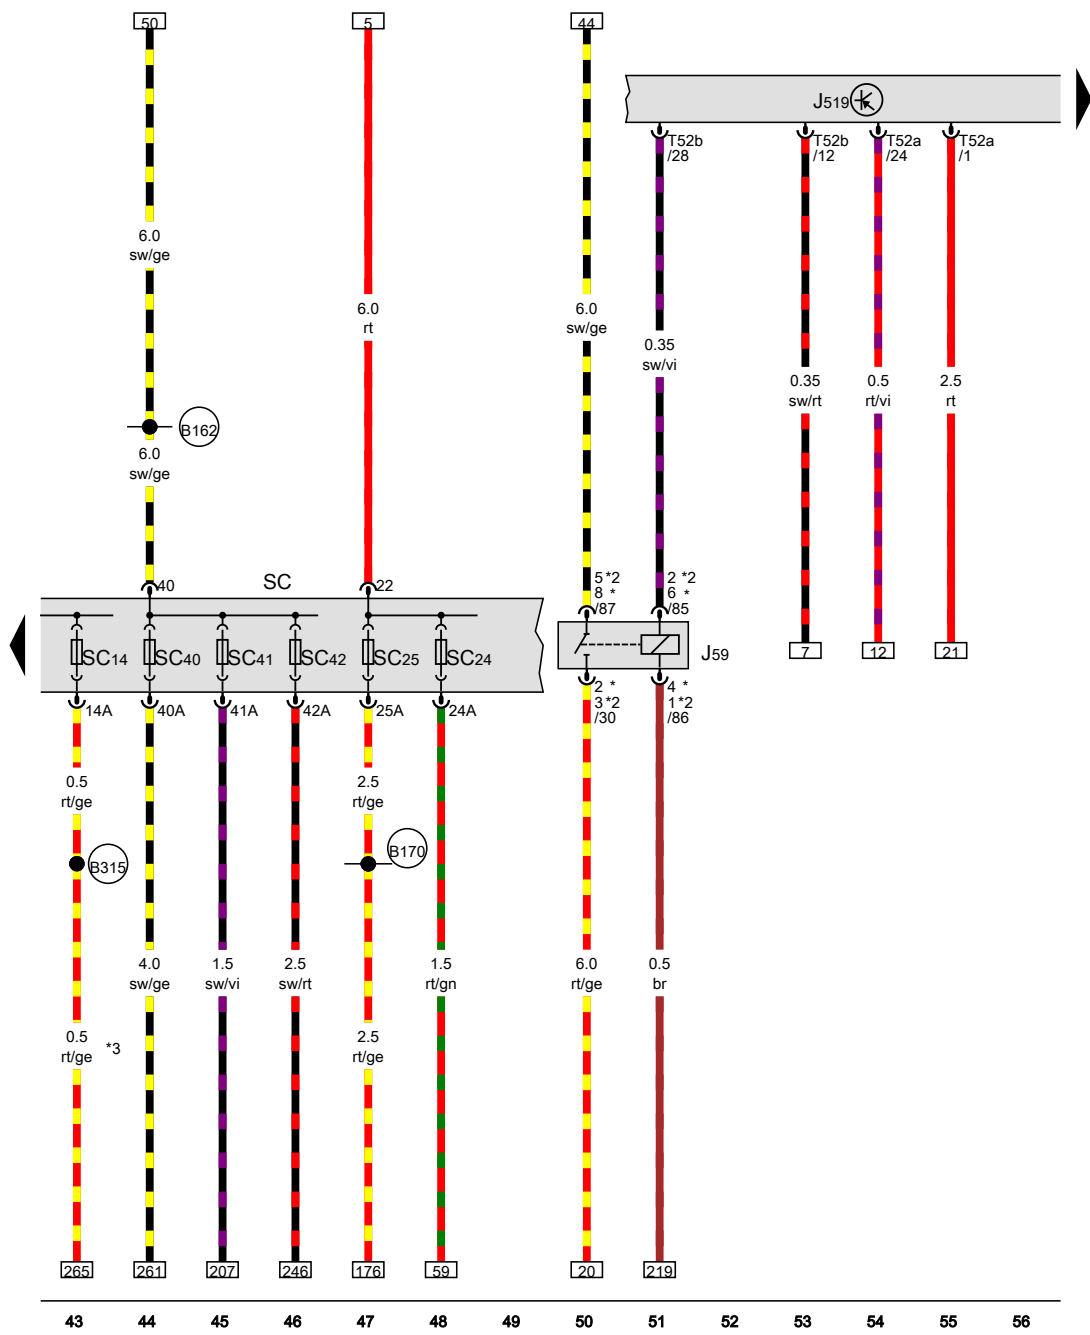 50
5
44
J519
T52b
/28
T52b
/12
T52a
/24
T52a
/1
6.0
sw/ge
6.0
rt
6.0
sw/ge
0.35
sw/vi
0.35
sw/rt
0.5
rt/vi
2.5
rt
B162
6.0
sw/ge
40
SC
22
5 *2
8 *
/87
2 *2
6 *
/85
SC14
SC40
SC41
SC42
SC25
SC24
J59
7
12
21
14A
40A
41A
42A
25A
24A
2 *
3 *2
/30
4 *
1 *2
/86
0.5
rt/ge
2.5
rt/ge
B315
B170
4.0
sw/ge
1.5
sw/vi
2.5
sw/rt
1.5
rt/gn
6.0
rt/ge
0.5
br
0.5
rt/ge *3
2.5
rt/ge
265
261
207
246
176
59
20
219
43 44 45 46 47 48 49 50 51 52 53 54 55 56